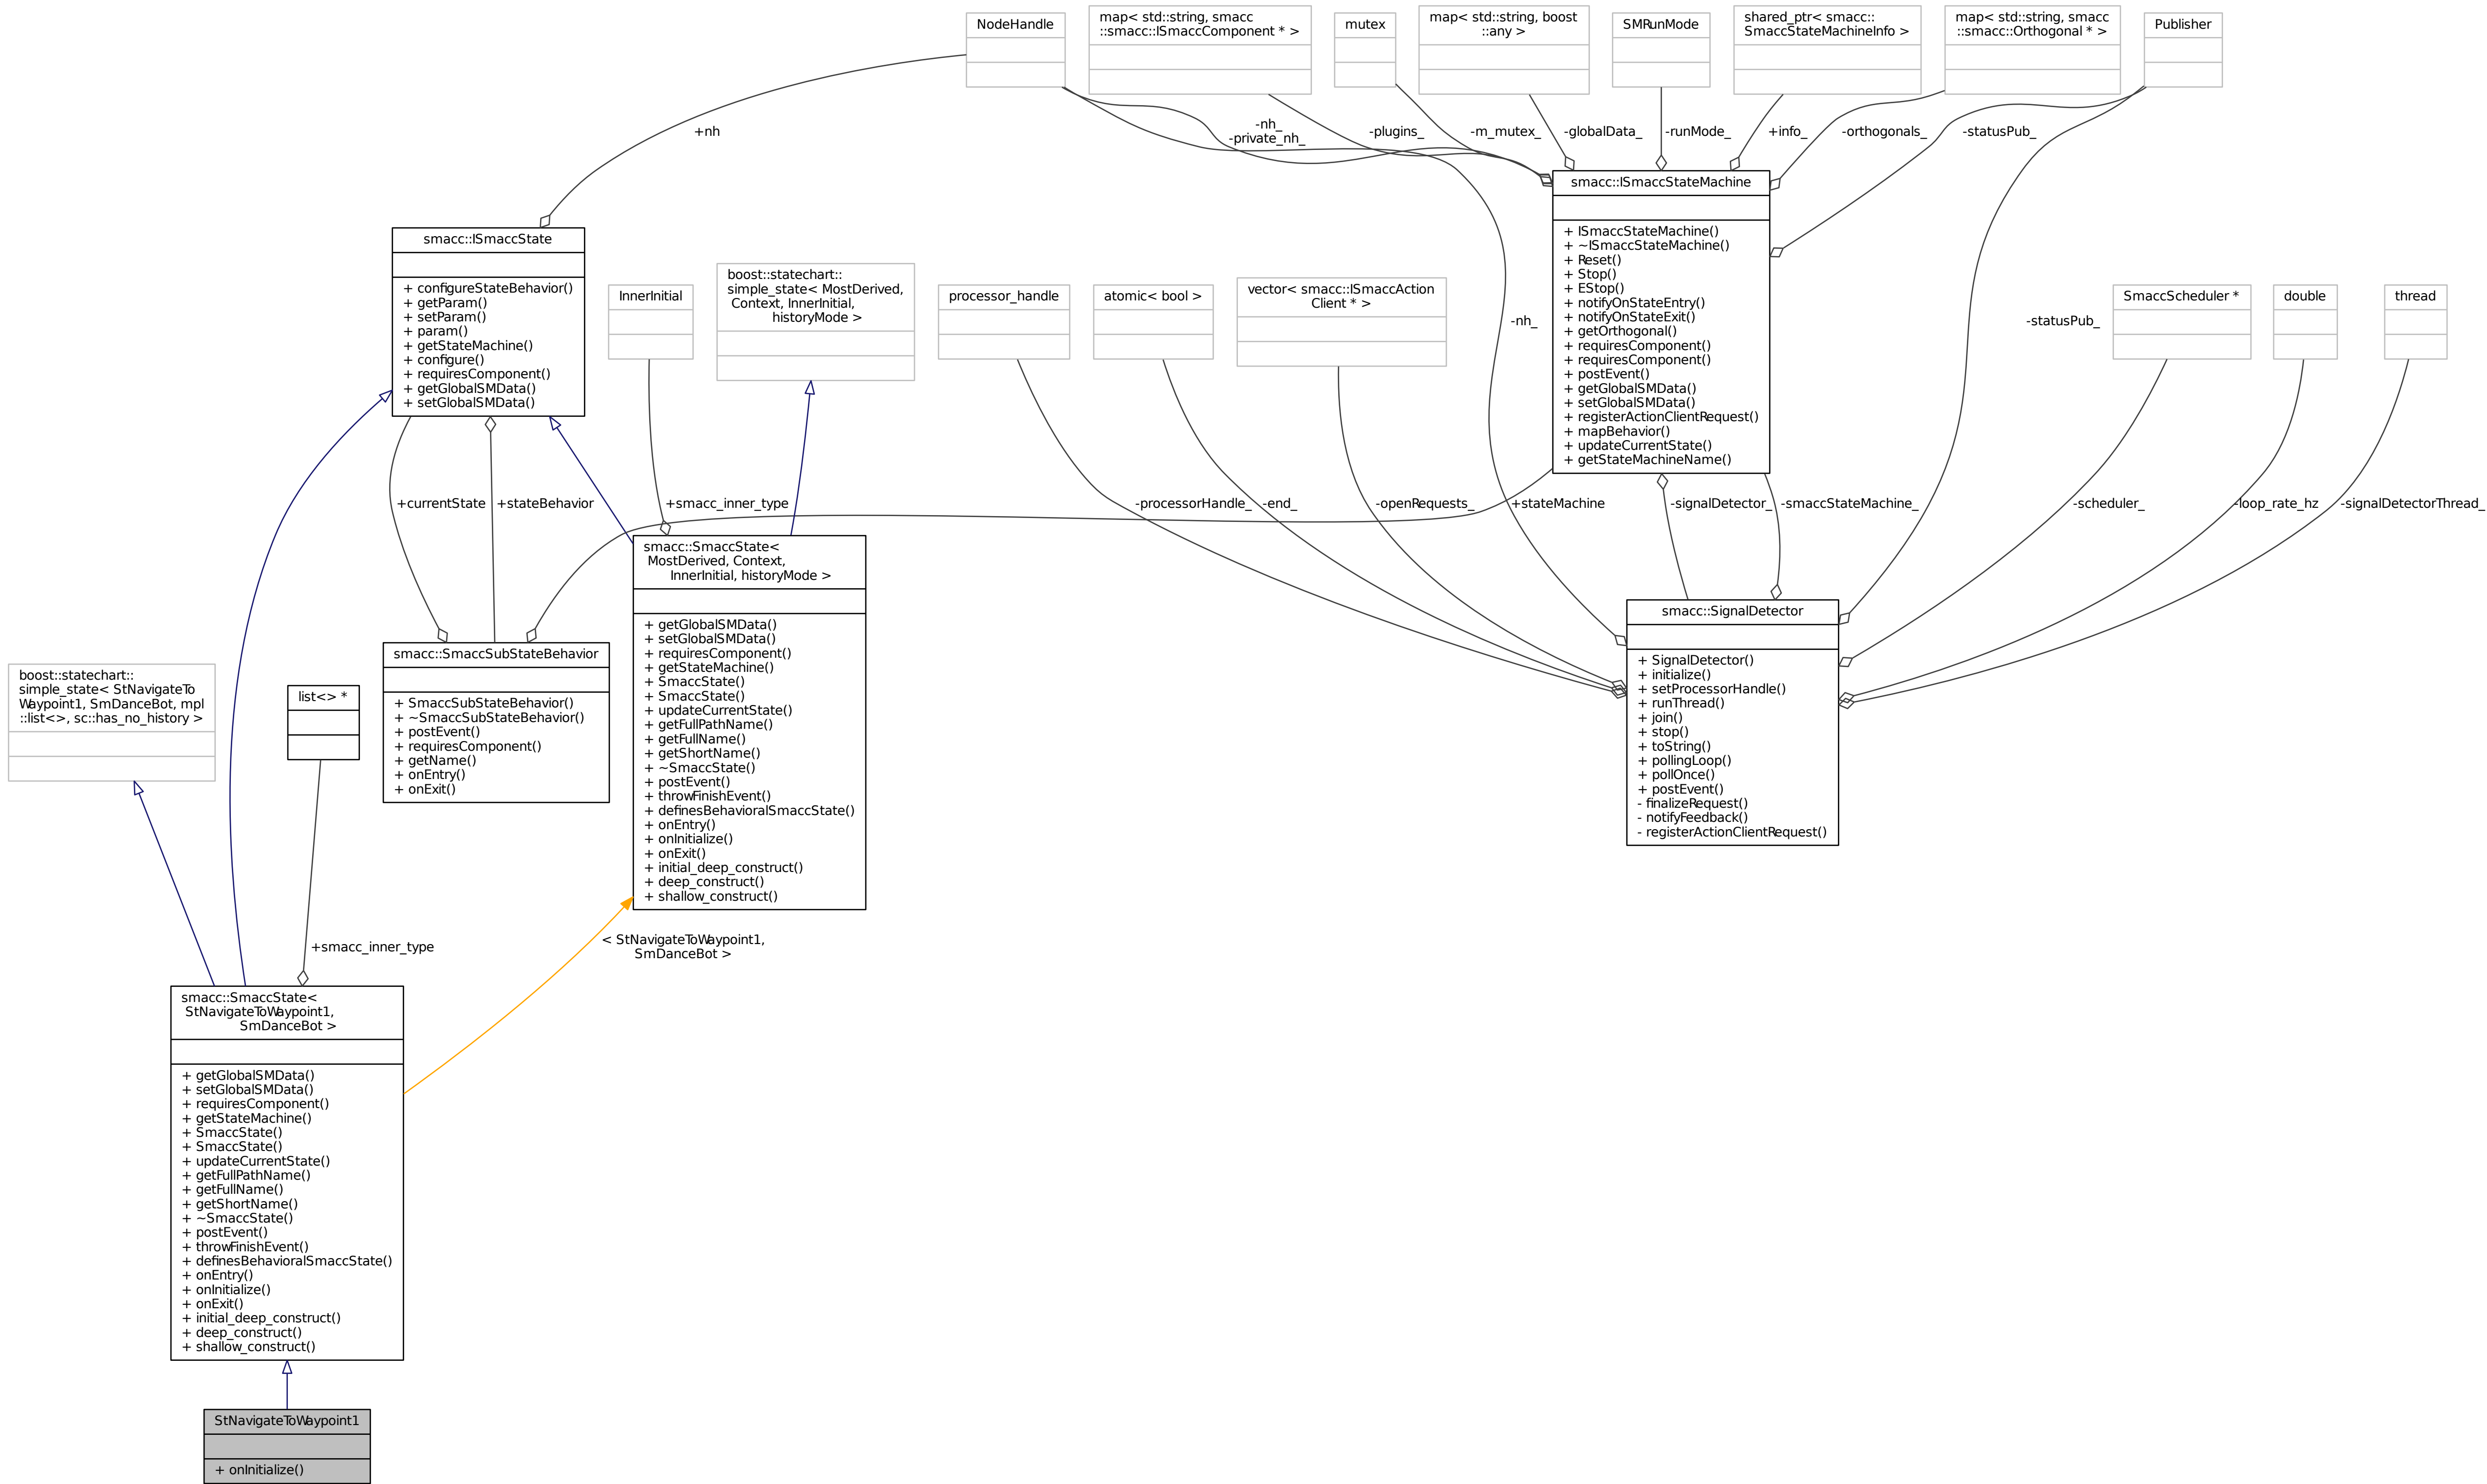 NodeHandle
map< std::string, smacc
::smacc::ISmaccComponent * >
mutex
map< std::string, boost
::any >
SMRunMode
shared_ptr< smacc::
SmaccStateMachineInfo >
map< std::string, smacc
::smacc::Orthogonal * >
Publisher
+nh
-nh_
-private_nh_
-plugins_
-m_mutex_
-globalData_
-runMode_
+info_
-orthogonals_
-statusPub_
smacc::ISmaccStateMachine
+ ISmaccStateMachine()
+ ~ISmaccStateMachine()
+ Reset()
+ Stop()
+ EStop()
+ notifyOnStateEntry()
+ notifyOnStateExit()
+ getOrthogonal()
+ requiresComponent()
+ requiresComponent()
+ postEvent()
+ getGlobalSMData()
+ setGlobalSMData()
+ registerActionClientRequest()
+ mapBehavior()
+ updateCurrentState()
+ getStateMachineName()
smacc::ISmaccState
+ configureStateBehavior()
+ getParam()
+ setParam()
+ param()
+ getStateMachine()
+ configure()
+ requiresComponent()
+ getGlobalSMData()
+ setGlobalSMData()
InnerInitial
boost::statechart::
simple_state< MostDerived,
Context, InnerInitial,
historyMode >
processor_handle
atomic< bool >
vector< smacc::ISmaccAction
Client * >
-nh_
-statusPub_
SmaccScheduler *
double
thread
+currentState
+stateBehavior
+smacc_inner_type
-processorHandle_
-end_
-openRequests_
+stateMachine
-signalDetector_
-smaccStateMachine_
-scheduler_
-loop_rate_hz
-signalDetectorThread_
smacc::SmaccState<
MostDerived, Context,
InnerInitial, historyMode >
+ getGlobalSMData()
+ setGlobalSMData()
+ requiresComponent()
+ getStateMachine()
+ SmaccState()
+ SmaccState()
+ updateCurrentState()
+ getFullPathName()
+ getFullName()
+ getShortName()
+ ~SmaccState()
+ postEvent()
+ throwFinishEvent()
+ definesBehavioralSmaccState()
+ onEntry()
+ onInitialize()
+ onExit()
+ initial_deep_construct()
+ deep_construct()
+ shallow_construct()
smacc::SignalDetector
+ SignalDetector()
+ initialize()
+ setProcessorHandle()
+ runThread()
+ join()
+ stop()
+ toString()
+ pollingLoop()
+ pollOnce()
+ postEvent()
- finalizeRequest()
- notifyFeedback()
- registerActionClientRequest()
smacc::SmaccSubStateBehavior
+ SmaccSubStateBehavior()
+ ~SmaccSubStateBehavior()
+ postEvent()
+ requiresComponent()
+ getName()
+ onEntry()
+ onExit()
boost::statechart::
simple_state< StNavigateTo
Waypoint1, SmDanceBot, mpl
::list<>, sc::has_no_history >
list<> *
+smacc_inner_type
< StNavigateToWaypoint1,
SmDanceBot >
smacc::SmaccState<
StNavigateToWaypoint1,
SmDanceBot >
+ getGlobalSMData()
+ setGlobalSMData()
+ requiresComponent()
+ getStateMachine()
+ SmaccState()
+ SmaccState()
+ updateCurrentState()
+ getFullPathName()
+ getFullName()
+ getShortName()
+ ~SmaccState()
+ postEvent()
+ throwFinishEvent()
+ definesBehavioralSmaccState()
+ onEntry()
+ onInitialize()
+ onExit()
+ initial_deep_construct()
+ deep_construct()
+ shallow_construct()
StNavigateToWaypoint1
+ onInitialize()